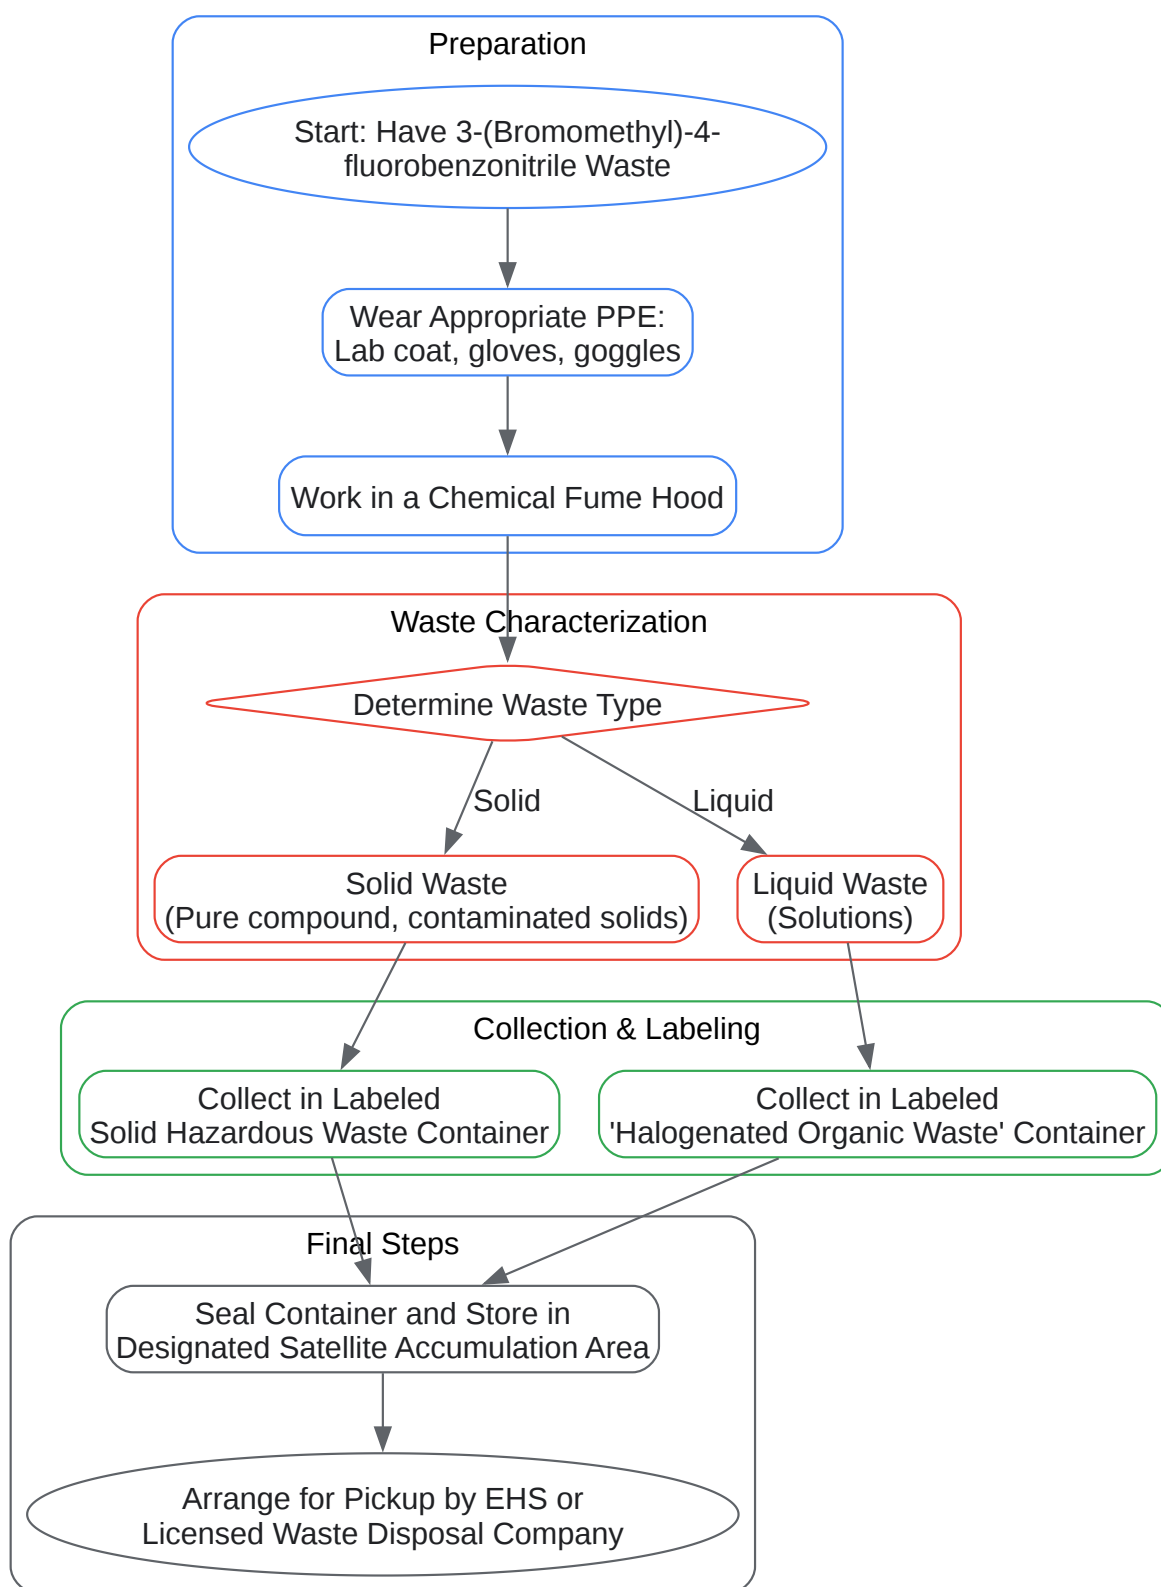 Preparation
Start: Have 3-(Bromomethyl)-4-
fluorobenzonitrile Waste
Wear Appropriate PPE:
Lab coat, gloves, goggles
Work in a Chemical Fume Hood
Waste Characterization
Determine Waste Type
Solid
Liquid
Solid Waste
(Pure compound, contaminated solids)
Liquid Waste
(Solutions)
Collection & Labeling
Collect in Labeled
Solid Hazardous Waste Container
Collect in Labeled
'Halogenated Organic Waste' Container
Final Steps
Seal Container and Store in
Designated Satellite Accumulation Area
Arrange for Pickup by EHS or
Licensed Waste Disposal Company